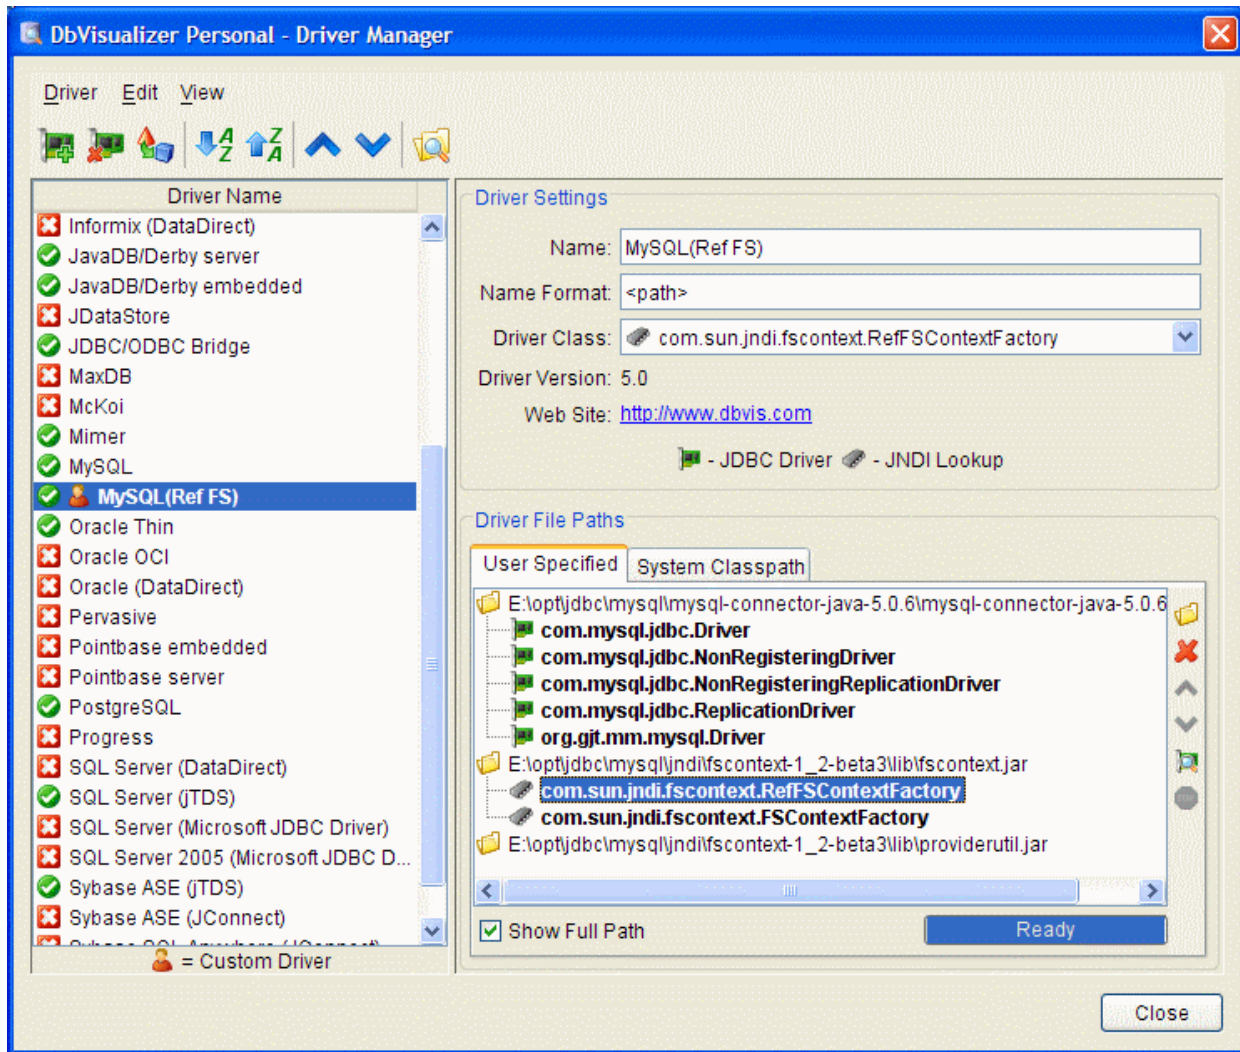 DbVisualizer Personal - Driver Manager
Driver Edit View
Driver Name
Informix (DataDirect)
JavaDB/Derby server
JavaDB/Derby embedded
JDataStore
JDBC/ODBC Bridge
MaxDB
McKoi
Mimer
MySQL
MySQL(Ref FS)
Oracle Thin
Oracle OCI
Oracle (DataDirect)
Pervasive
Pointbase embedded
Pointbase server
PostgreSQL
Progress
SQL Server (DataDirect)
SQL Server (jTDS)
SQL Server (Microsoft JDBC Driver)
SQL Server 2005 (Microsoft JDBC D...
Sybase ASE (jTDS)
Sybase ASE (JConnect)
Sybase SQL Anywhere (JConnect)
= Custom Driver
Driver Settings
Name: MySQL(Ref FS)
Name Format: <path>
Driver Class: com.sun.jndi.fscontext.RefFSContextFactory
Driver Version: 5.0
Web Site: http://www.dbvis.com
- JDBC Driver - JNDI Lookup
Driver File Paths
User Specified System Classpath
E:\opt\jdbc\mysql\mysql-connector-java-5.0.6\mysql-connector-java-5.0.6
com.mysql.jdbc.Driver
com.mysql.jdbc.NonRegisteringDriver
com.mysql.jdbc.NonRegisteringReplicationDriver
com.mysql.jdbc.ReplicationDriver
org.gjt.mm.mysql.Driver
E:\opt\jdbc\mysql\jndi\fscontext-1_2-beta3\lib\fscontext.jar
com.sun.jndi.fscontext.RefFSContextFactory
com.sun.jndi.fscontext.FSContextFactory
E:\opt\jdbc\mysql\jndi\fscontext-1_2-beta3\lib\providerutil.jar
Show Full Path
Ready
Close